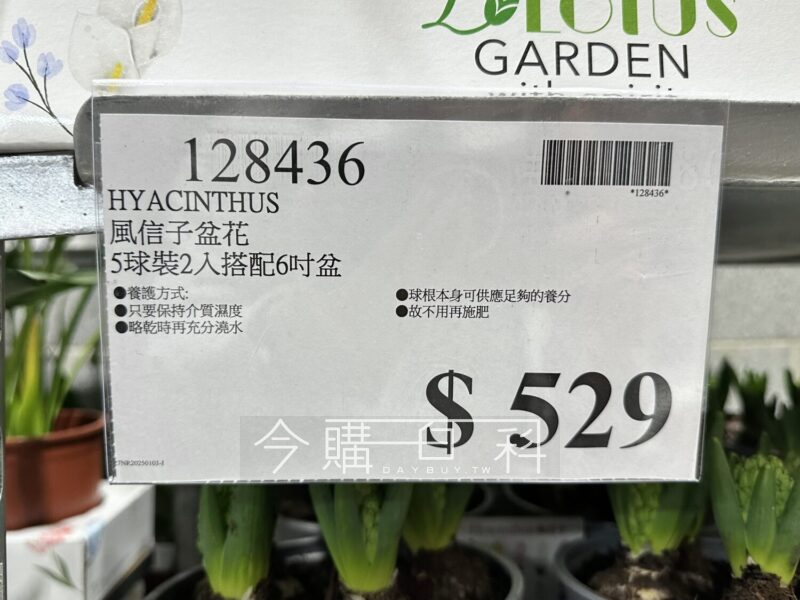 LOTUS
GARDEN
128436
*128436*
HYACINTHUS
風信子盆花
5球裝2入搭配6吋盆
●養護方式:
●只要保持介質濕度
●略乾時再充分澆水
●球根本身可供應足夠的養分
●故不用再施肥
$ 529
今購百科
DAYBUY.TW